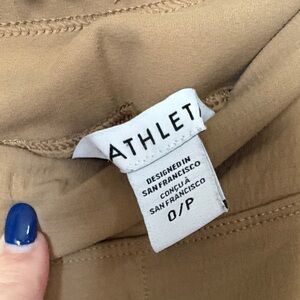 ATHLET
DESIGNED IN
SAN FRANCISCO
CONÇU À
SAN FRANCISCO
0/P